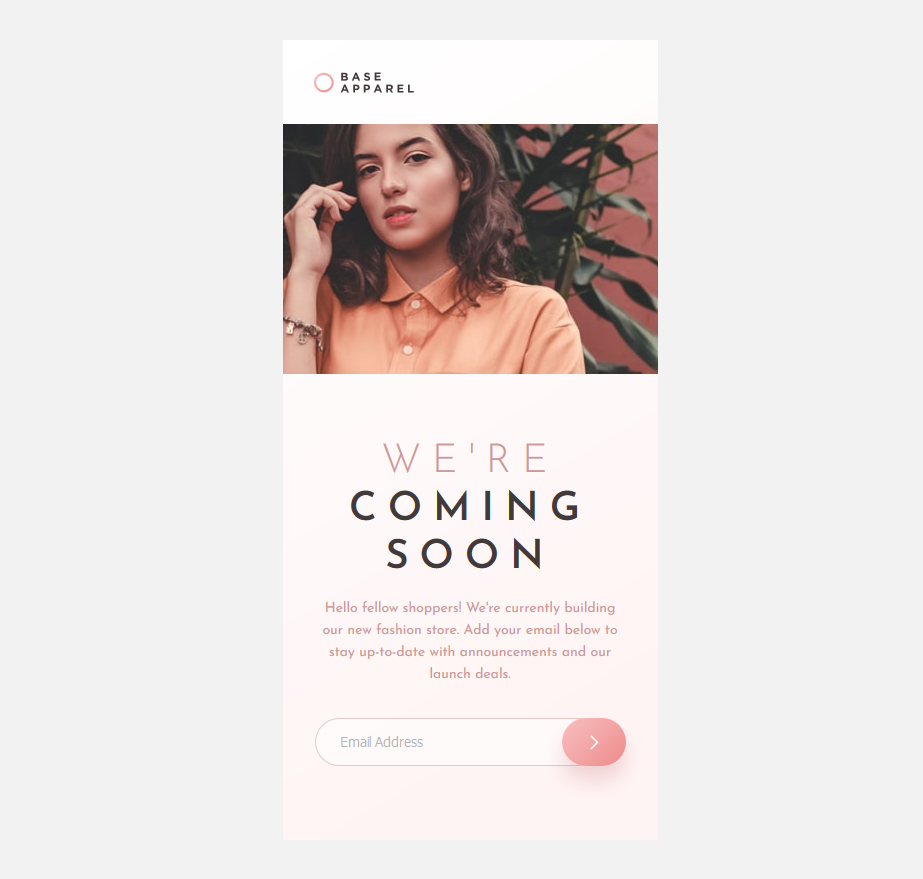 BASE
APPAREL
WE'RE
COMING
SOON
Hello fellow shoppers! We're currently building
our new fashion store. Add your email below to
stay up-to-date with announcements and our
launch deals.
Email Address